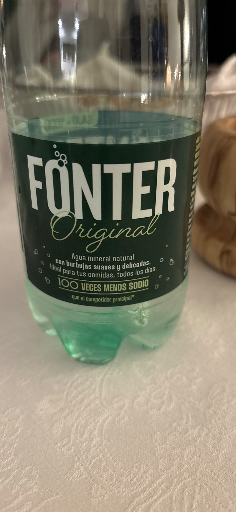 FONTER
Original
Agua mineral natural
con burbujas suaves y delicadas.
Ideal para tus comidas, todos los días
100 VECES MENOS SODIO
que el competidor principal*